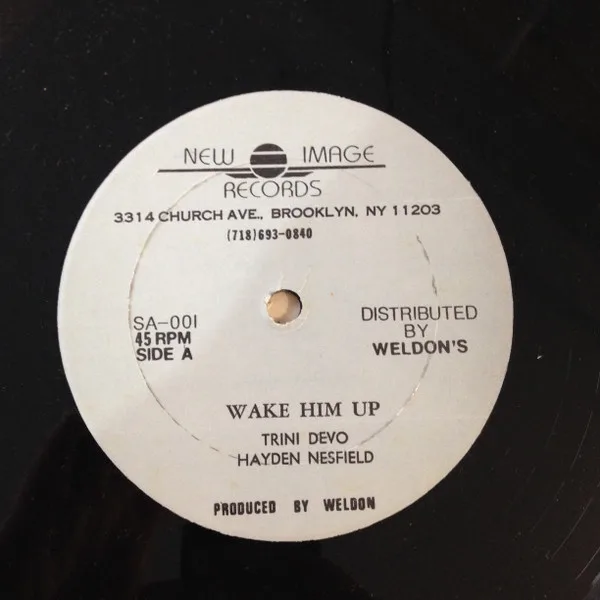 NEW IMAGE
RECORDS
3314 CHURCH AVE., BROOKLYN, NY 11203
(718)693-0840
SA-001
45 RPM
SIDE A
DISTRIBUTED
BY
WELDON'S
WAKE HIM UP
TRINI DEVO
HAYDEN NESFIELD
PRODUCED BY WELDON